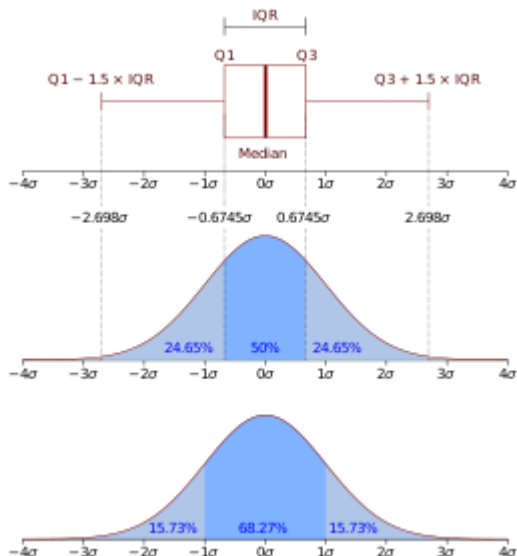 IQR
Q1 Q3
Q1 − 1.5 × IQR Q3 + 1.5 × IQR
Median
−4σ −3σ −2σ −1σ 0σ 1σ 2σ 3σ 4σ
−2.698σ −0.6745σ 0.6745σ 2.698σ
24.65% 50% 24.65%
−4σ −3σ −2σ −1σ 0σ 1σ 2σ 3σ 4σ
15.73% 68.27% 15.73%
−4σ −3σ −2σ −1σ 0σ 1σ 2σ 3σ 4σ